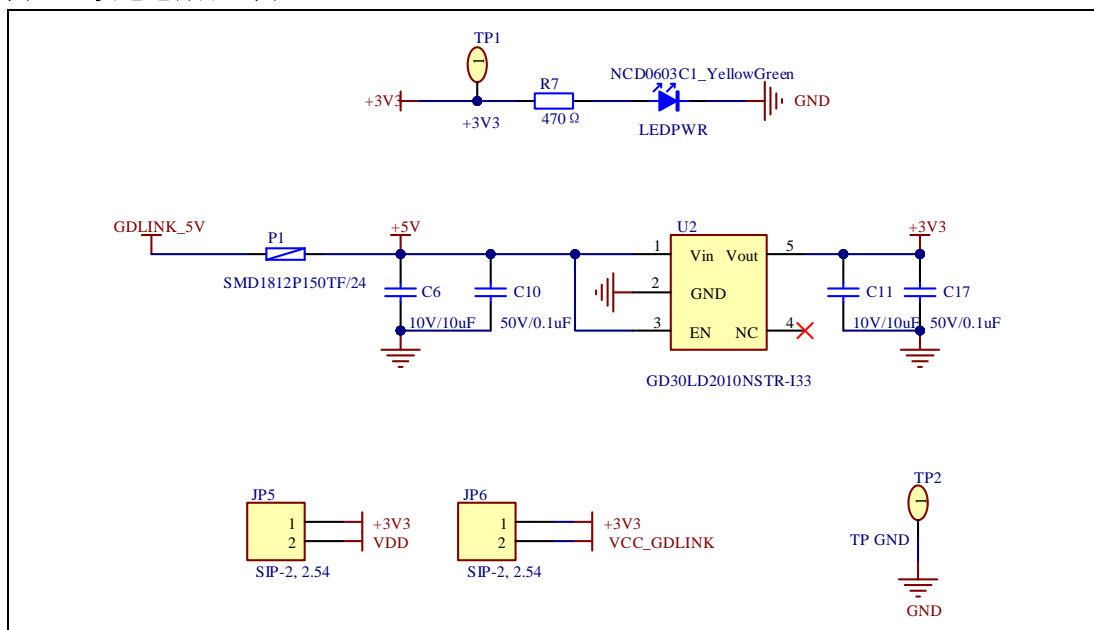 TP1
1
R7
NCD0603C1_YellowGreen
+3V3
+3V3
470Ω
LEDPWR
GND
GDLINK_5V
P1
SMD1812P150TF/24
+5V
C6
10V/10uF
C10
50V/0.1uF
U2
1
Vin
Vout
5
2
GND
3
EN
NC
4
GD30LD2010NSTR-I33
+3V3
C11
10V/10uF
C17
50V/0.1uF
JP5
1
+3V3
2
VDD
SIP-2, 2.54
JP6
1
+3V3
2
VCC_GDLINK
SIP-2, 2.54
TP2
1
TP GND
GND